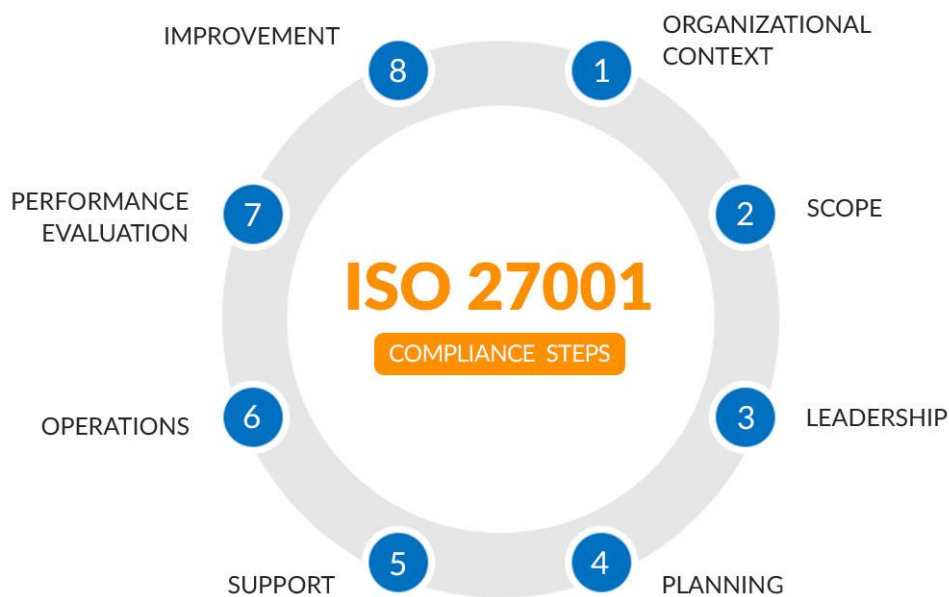 ISO 27001
COMPLIANCE STEPS
1
ORGANIZATIONAL
CONTEXT
2
SCOPE
3
LEADERSHIP
4
PLANNING
5
SUPPORT
6
OPERATIONS
7
PERFORMANCE
EVALUATION
8
IMPROVEMENT